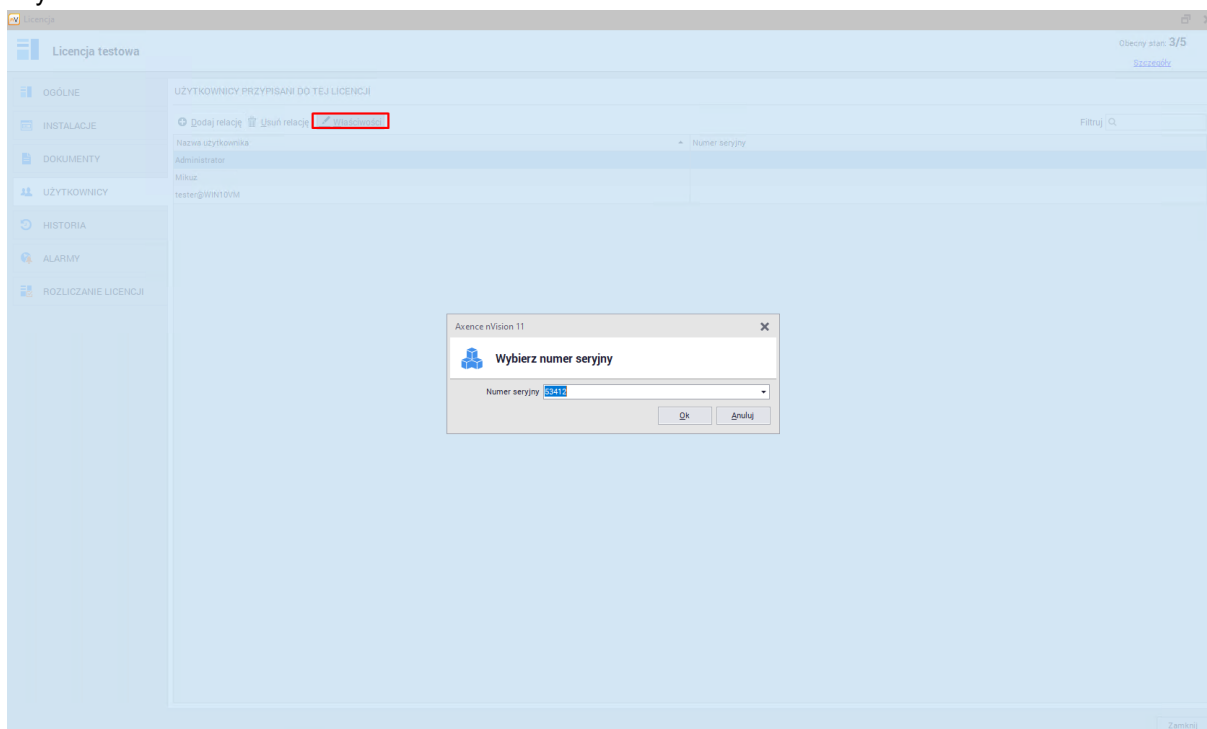 Licencja
Licencja testowa
Obecny stan: 3/5
Szczegóły
OGÓLNE
INSTALACJE
DOKUMENTY
UŻYTKOWNICY
HISTORIA
ALARMY
ROZLICZANIE LICENCJI
UŻYTKOWNICY PRZYPISANI DO TEJ LICENCJI
Dodaj relację Usuń relację Właściwości Filtruj
Nazwa użytkownika Numer seryjny
Administrator
Mikuz
tester@WIN10VM
Axence nVision 11
Wybierz numer seryjny
Numer seryjny 53412
Ok Anuluj
Zamknij